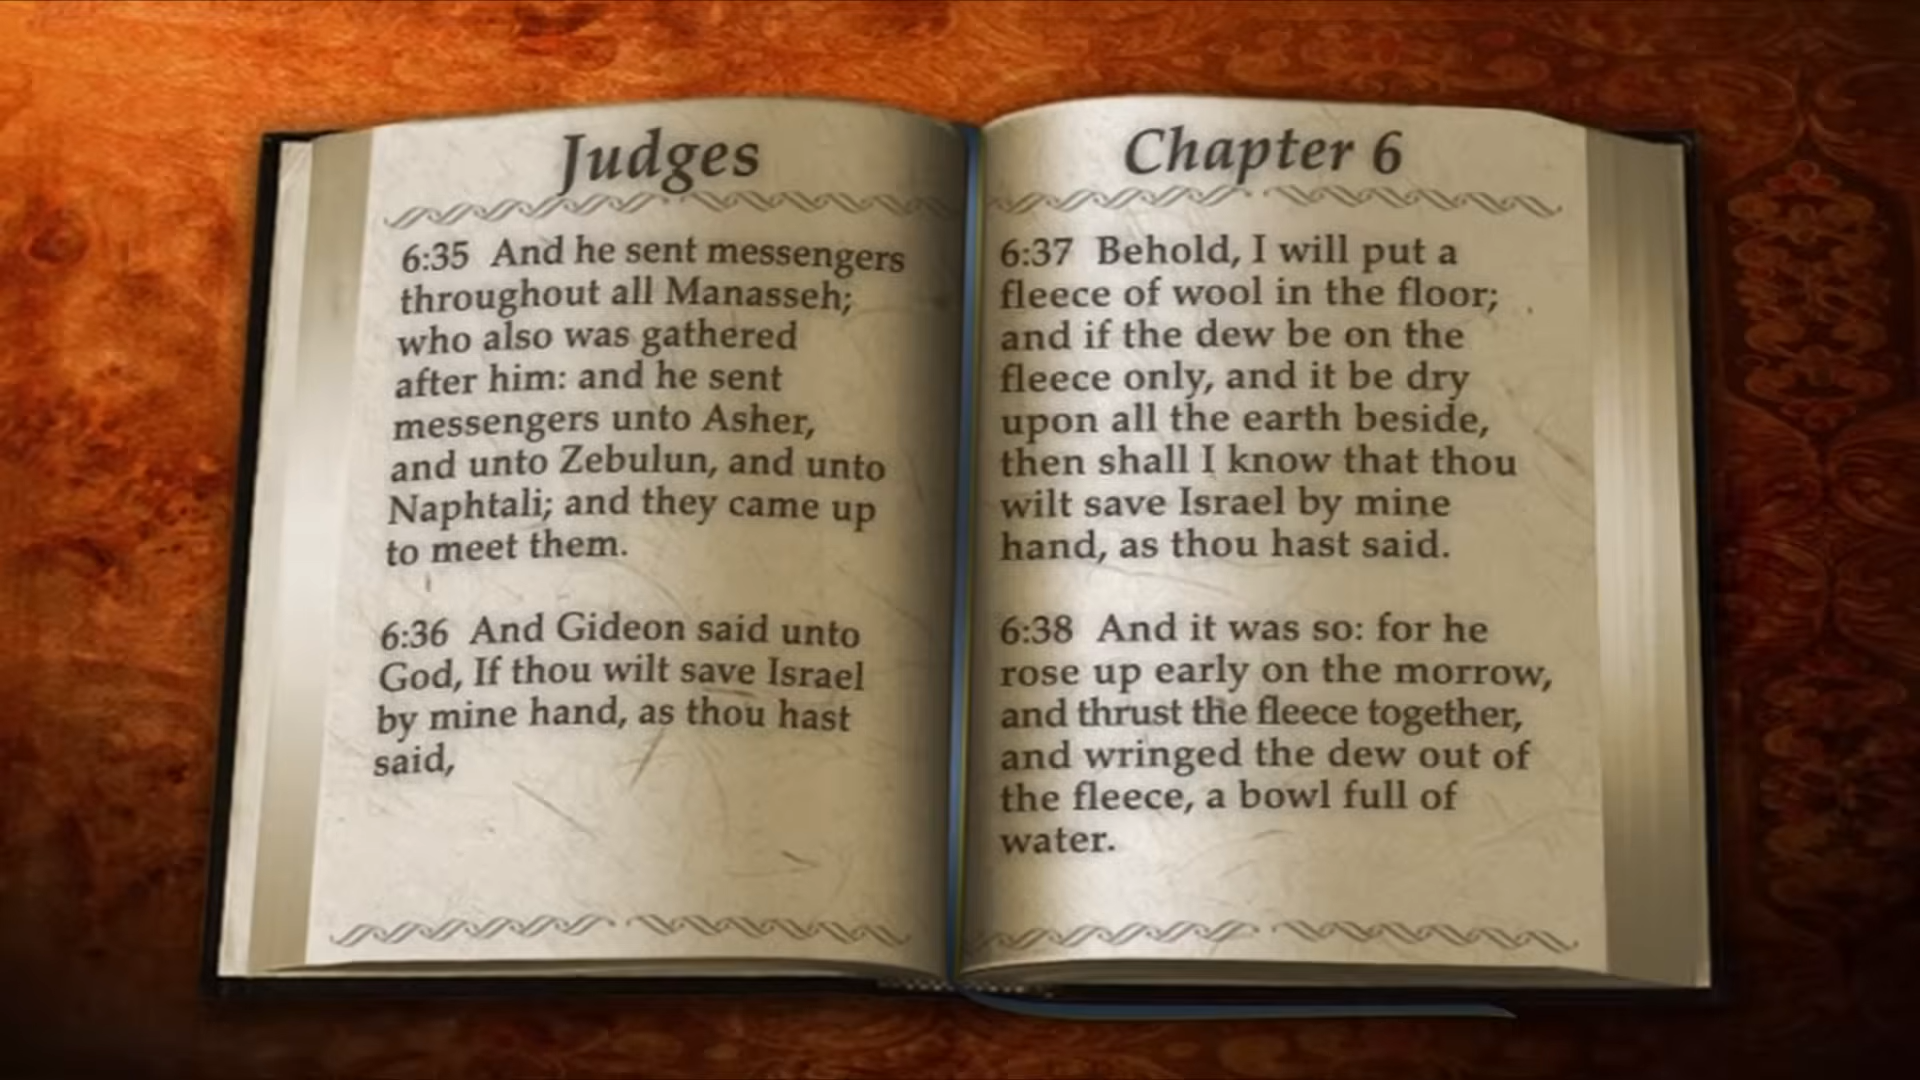 Judges
6:35 And he sent messengers
throughout all Manasseh;
who also was gathered
after him: and he sent
messengers unto Asher,
and unto Zebulun, and unto
Naphtali; and they came up
to meet them.
6:36 And Gideon said unto
God, If thou wilt save Israel
by mine hand, as thou hast
said,
Chapter 6
6:37 Behold, I will put a
fleece of wool in the floor;
and if the dew be on the
fleece only, and it be dry
upon all the earth beside,
then shall I know that thou
wilt save Israel by mine
hand, as thou hast said.
6:38 And it was so: for he
rose up early on the morrow,
and thrust the fleece together,
and wringed the dew out of
the fleece, a bowl full of
water.